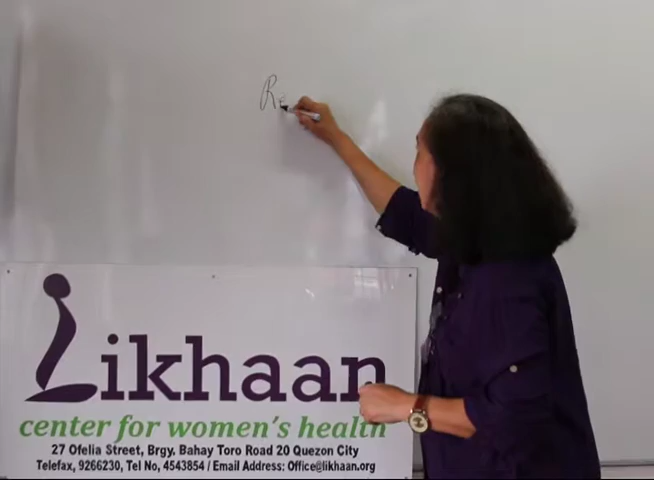 Re
Likhaan
center for women's health
27 Ofelia Street, Brgy. Bahay Toro Road 20 Quezon City
Telefax, 9266230, Tel No, 4543854 / Email Address: Office@likhaan.org